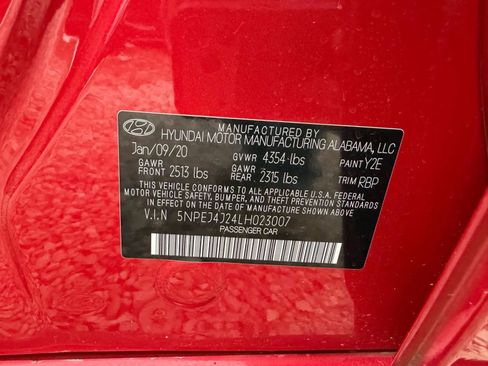 MANUFACTURED BY
HYUNDAI MOTOR MANUFACTURING ALABAMA, LLC
Jan/09/20 GVWR 4354 lbs PAINT Y2E
GAWR FRONT 2513 lbs GAWR REAR 2315 lbs TRIM RBP
THIS VEHICLE CONFORMS TO ALL APPLICABLE U.S.A. FEDERAL
MOTOR VEHICLE SAFETY, BUMPER, AND THEFT PREVENTION STANDARDS
IN EFFECT ON THE DATE OF MANUFACTURE SHOWN ABOVE.
V.I.N 5NPEJ4J24LH023007
PASSENGER CAR